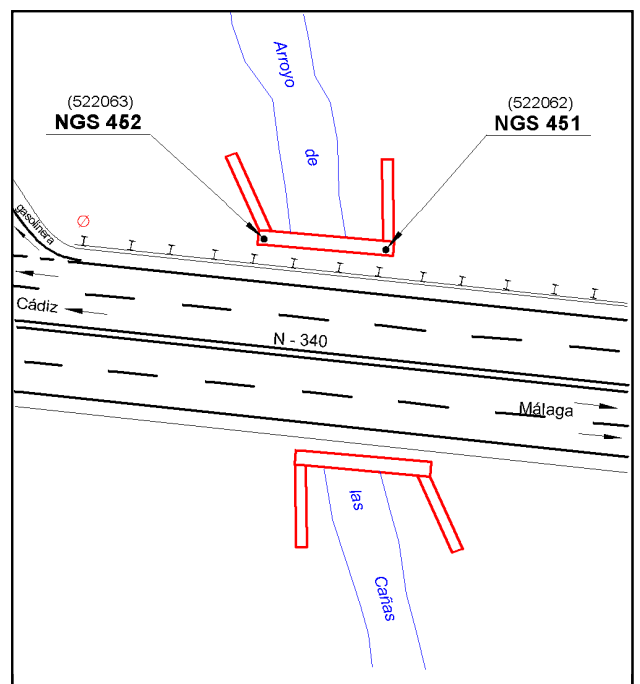 Arroyo
de
(522063)
NGS 452
(522062)
NGS 451
gasolinera
Cádiz
N - 340
Málaga
las
Cañas